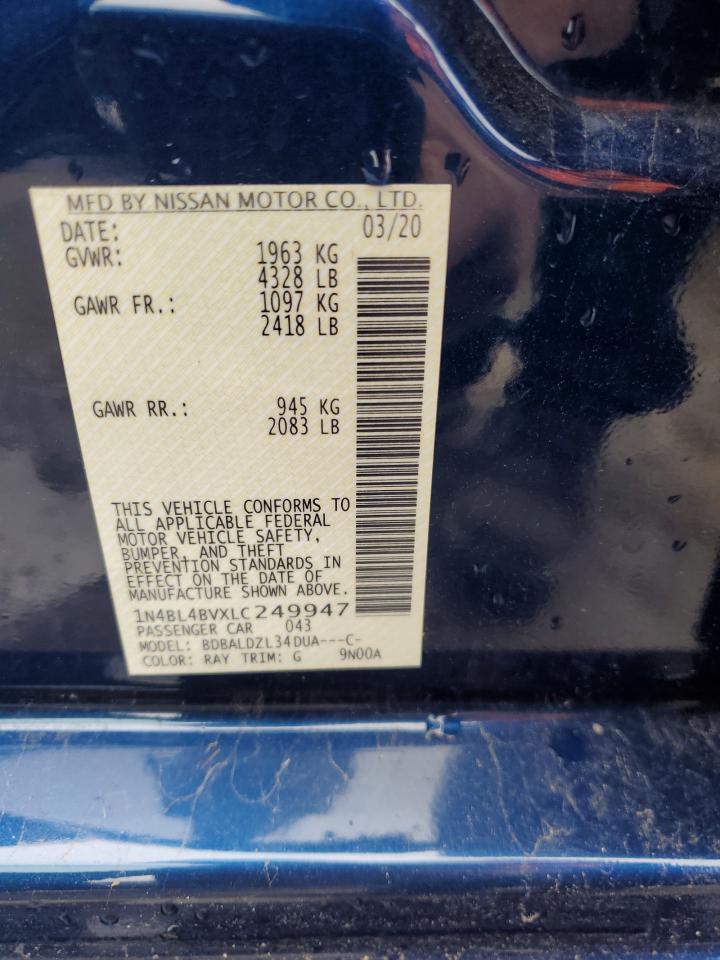 MFD BY NISSAN MOTOR CO., LTD.
DATE: 03/20
GVWR: 1963 KG
4328 LB
GAWR FR.: 1097 KG
2418 LB
GAWR RR.: 945 KG
2083 LB
THIS VEHICLE CONFORMS TO
ALL APPLICABLE FEDERAL
MOTOR VEHICLE SAFETY,
BUMPER, AND THEFT
PREVENTION STANDARDS IN
EFFECT ON THE DATE OF
MANUFACTURE SHOWN ABOVE.
1N4BL4BVXLC249947
PASSENGER CAR 043
MODEL: BDBALDZL34DUA---C-
COLOR: RAY TRIM: G 9N00A